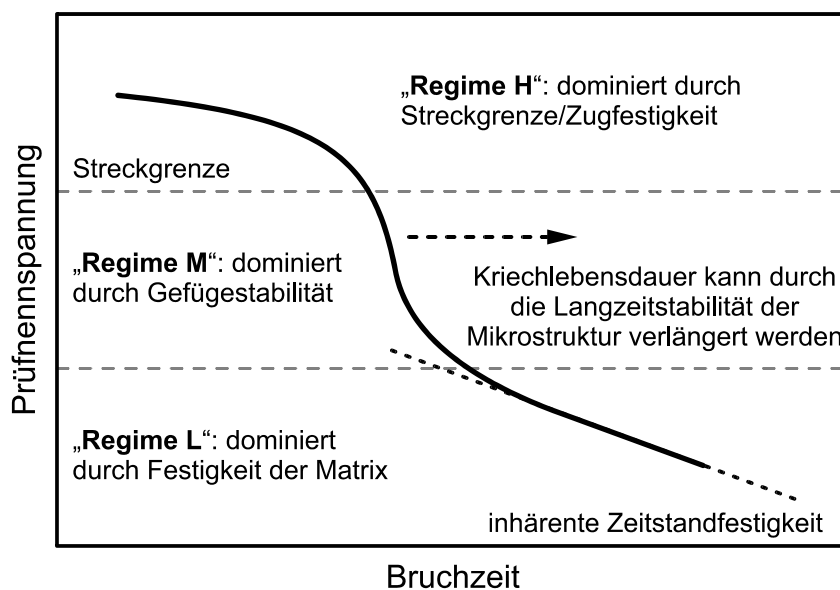 „Regime H“: dominiert durch
Streckgrenze/Zugfestigkeit
Streckgrenze
„Regime M“: dominiert
durch Gefügestabilität
Kriechlebensdauer kann durch
die Langzeitstabilität der
Mikrostruktur verlängert werden
„Regime L“: dominiert
durch Festigkeit der Matrix
inhärente Zeitstandfestigkeit
Prüfnennspannung
Bruchzeit